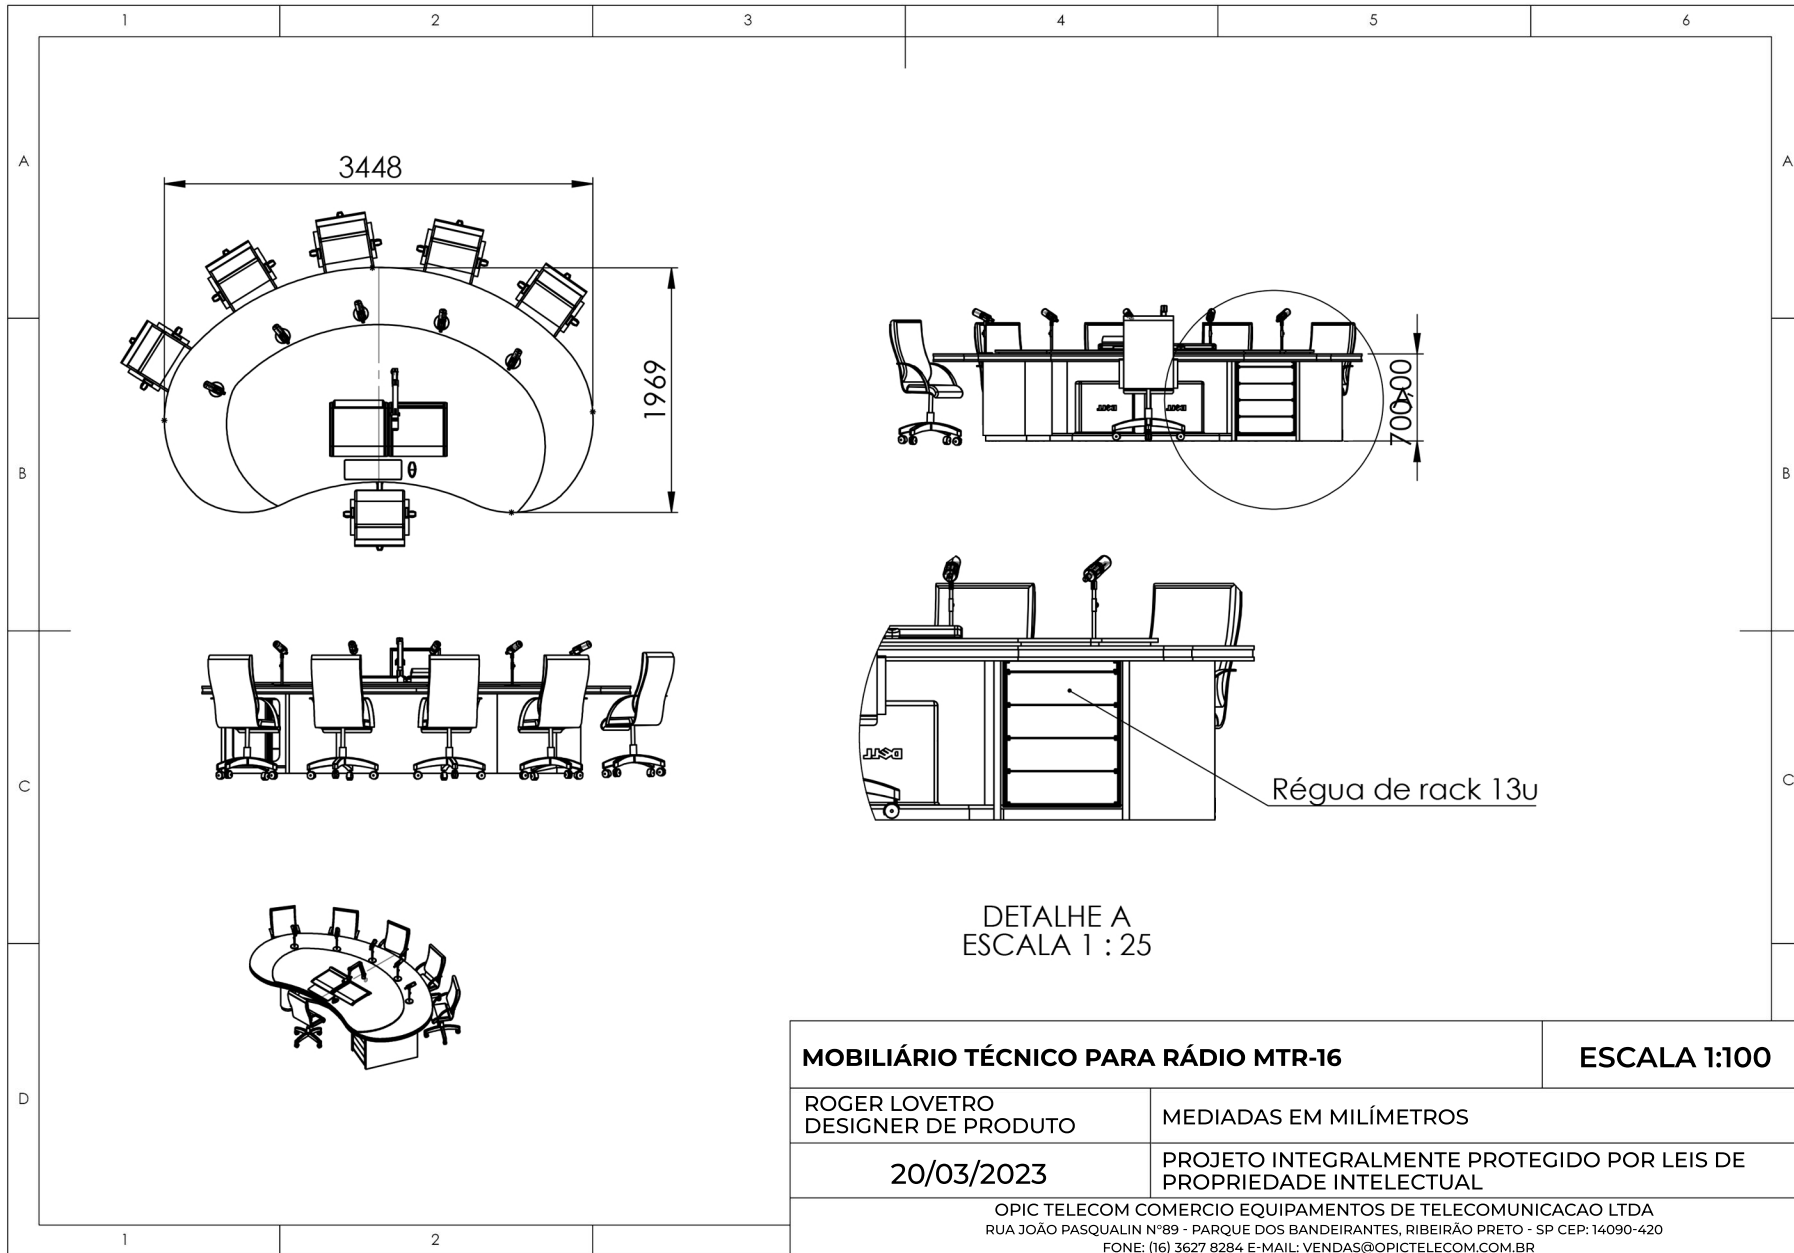 1 2 3 4 5 6
A A
3448
1969
700,00
A
B B
Régua de rack 13u
C C
DETALHE A
ESCALA 1 : 25
D
MOBILIÁRIO TÉCNICO PARA RÁDIO MTR-16
ESCALA 1:100
ROGER LOVETRO
DESIGNER DE PRODUTO
MEDIADAS EM MILÍMETROS
20/03/2023
PROJETO INTEGRALMENTE PROTEGIDO POR LEIS DE
PROPRIEDADE INTELECTUAL
OPIC TELECOM COMERCIO EQUIPAMENTOS DE TELECOMUNICACAO LTDA
RUA JOÃO PASQUALIN N°89 - PARQUE DOS BANDEIRANTES, RIBEIRÃO PRETO - SP CEP: 14090-420
FONE: (16) 3627 8284 E-MAIL: VENDAS@OPICTELECOM.COM.BR
1 2